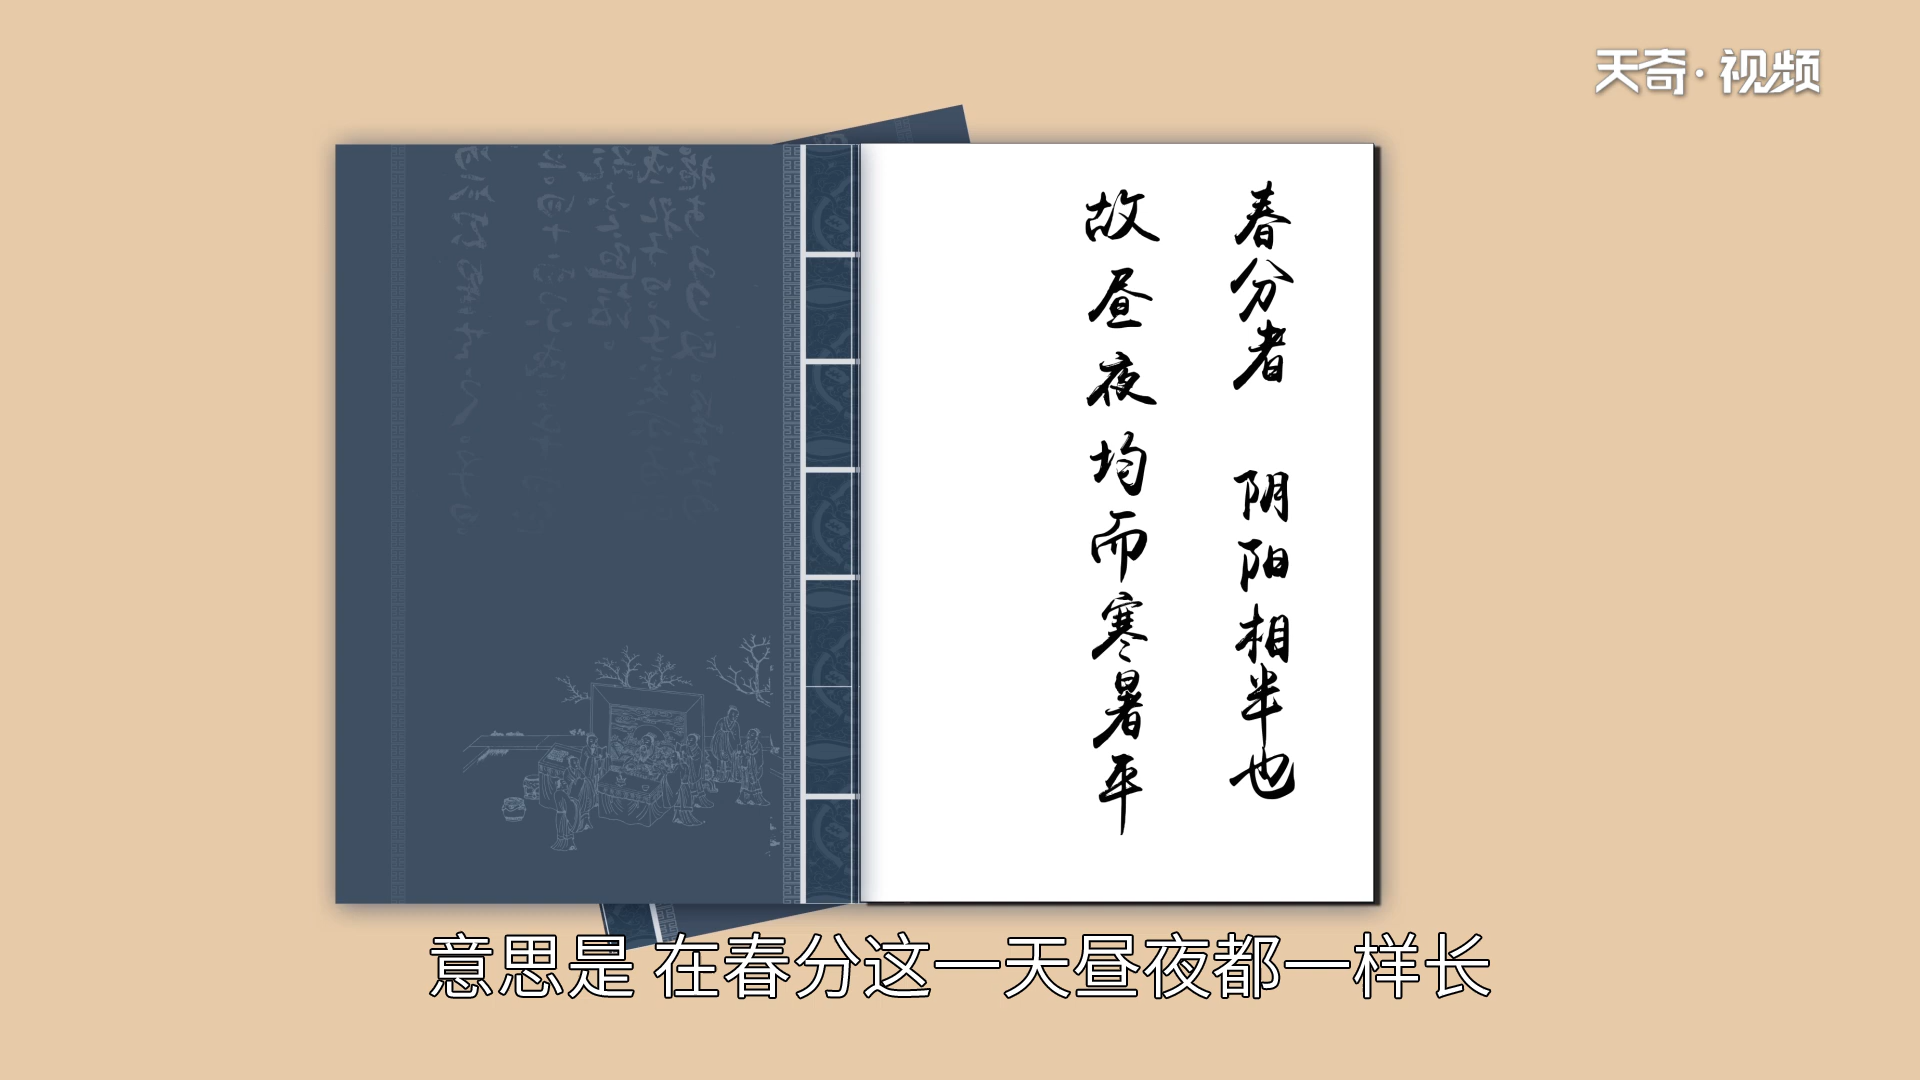 天奇·视频
春分者 阴阳相半也
故昼夜均而寒暑平
意思是 在春分这一天昼夜都一样长